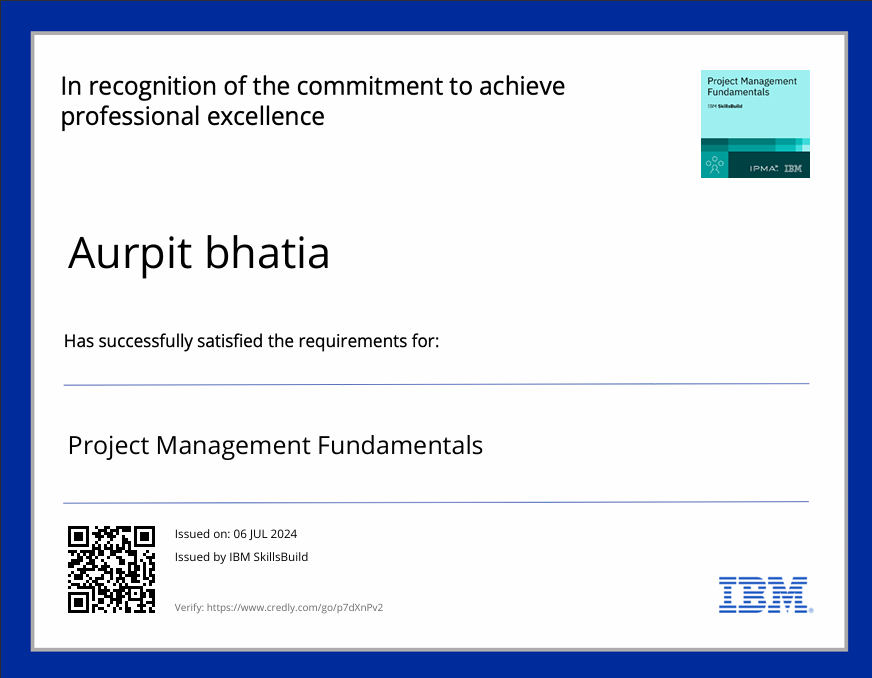 In recognition of the commitment to achieve
professional excellence
Project Management
Fundamentals
IBM SkillsBuild
IPMA® IBM
Aurpit bhatia
Has successfully satisfied the requirements for:
Project Management Fundamentals
Issued on: 06 JUL 2024
Issued by IBM SkillsBuild
Verify: https://www.credly.com/go/p7dXnPv2
IBM®